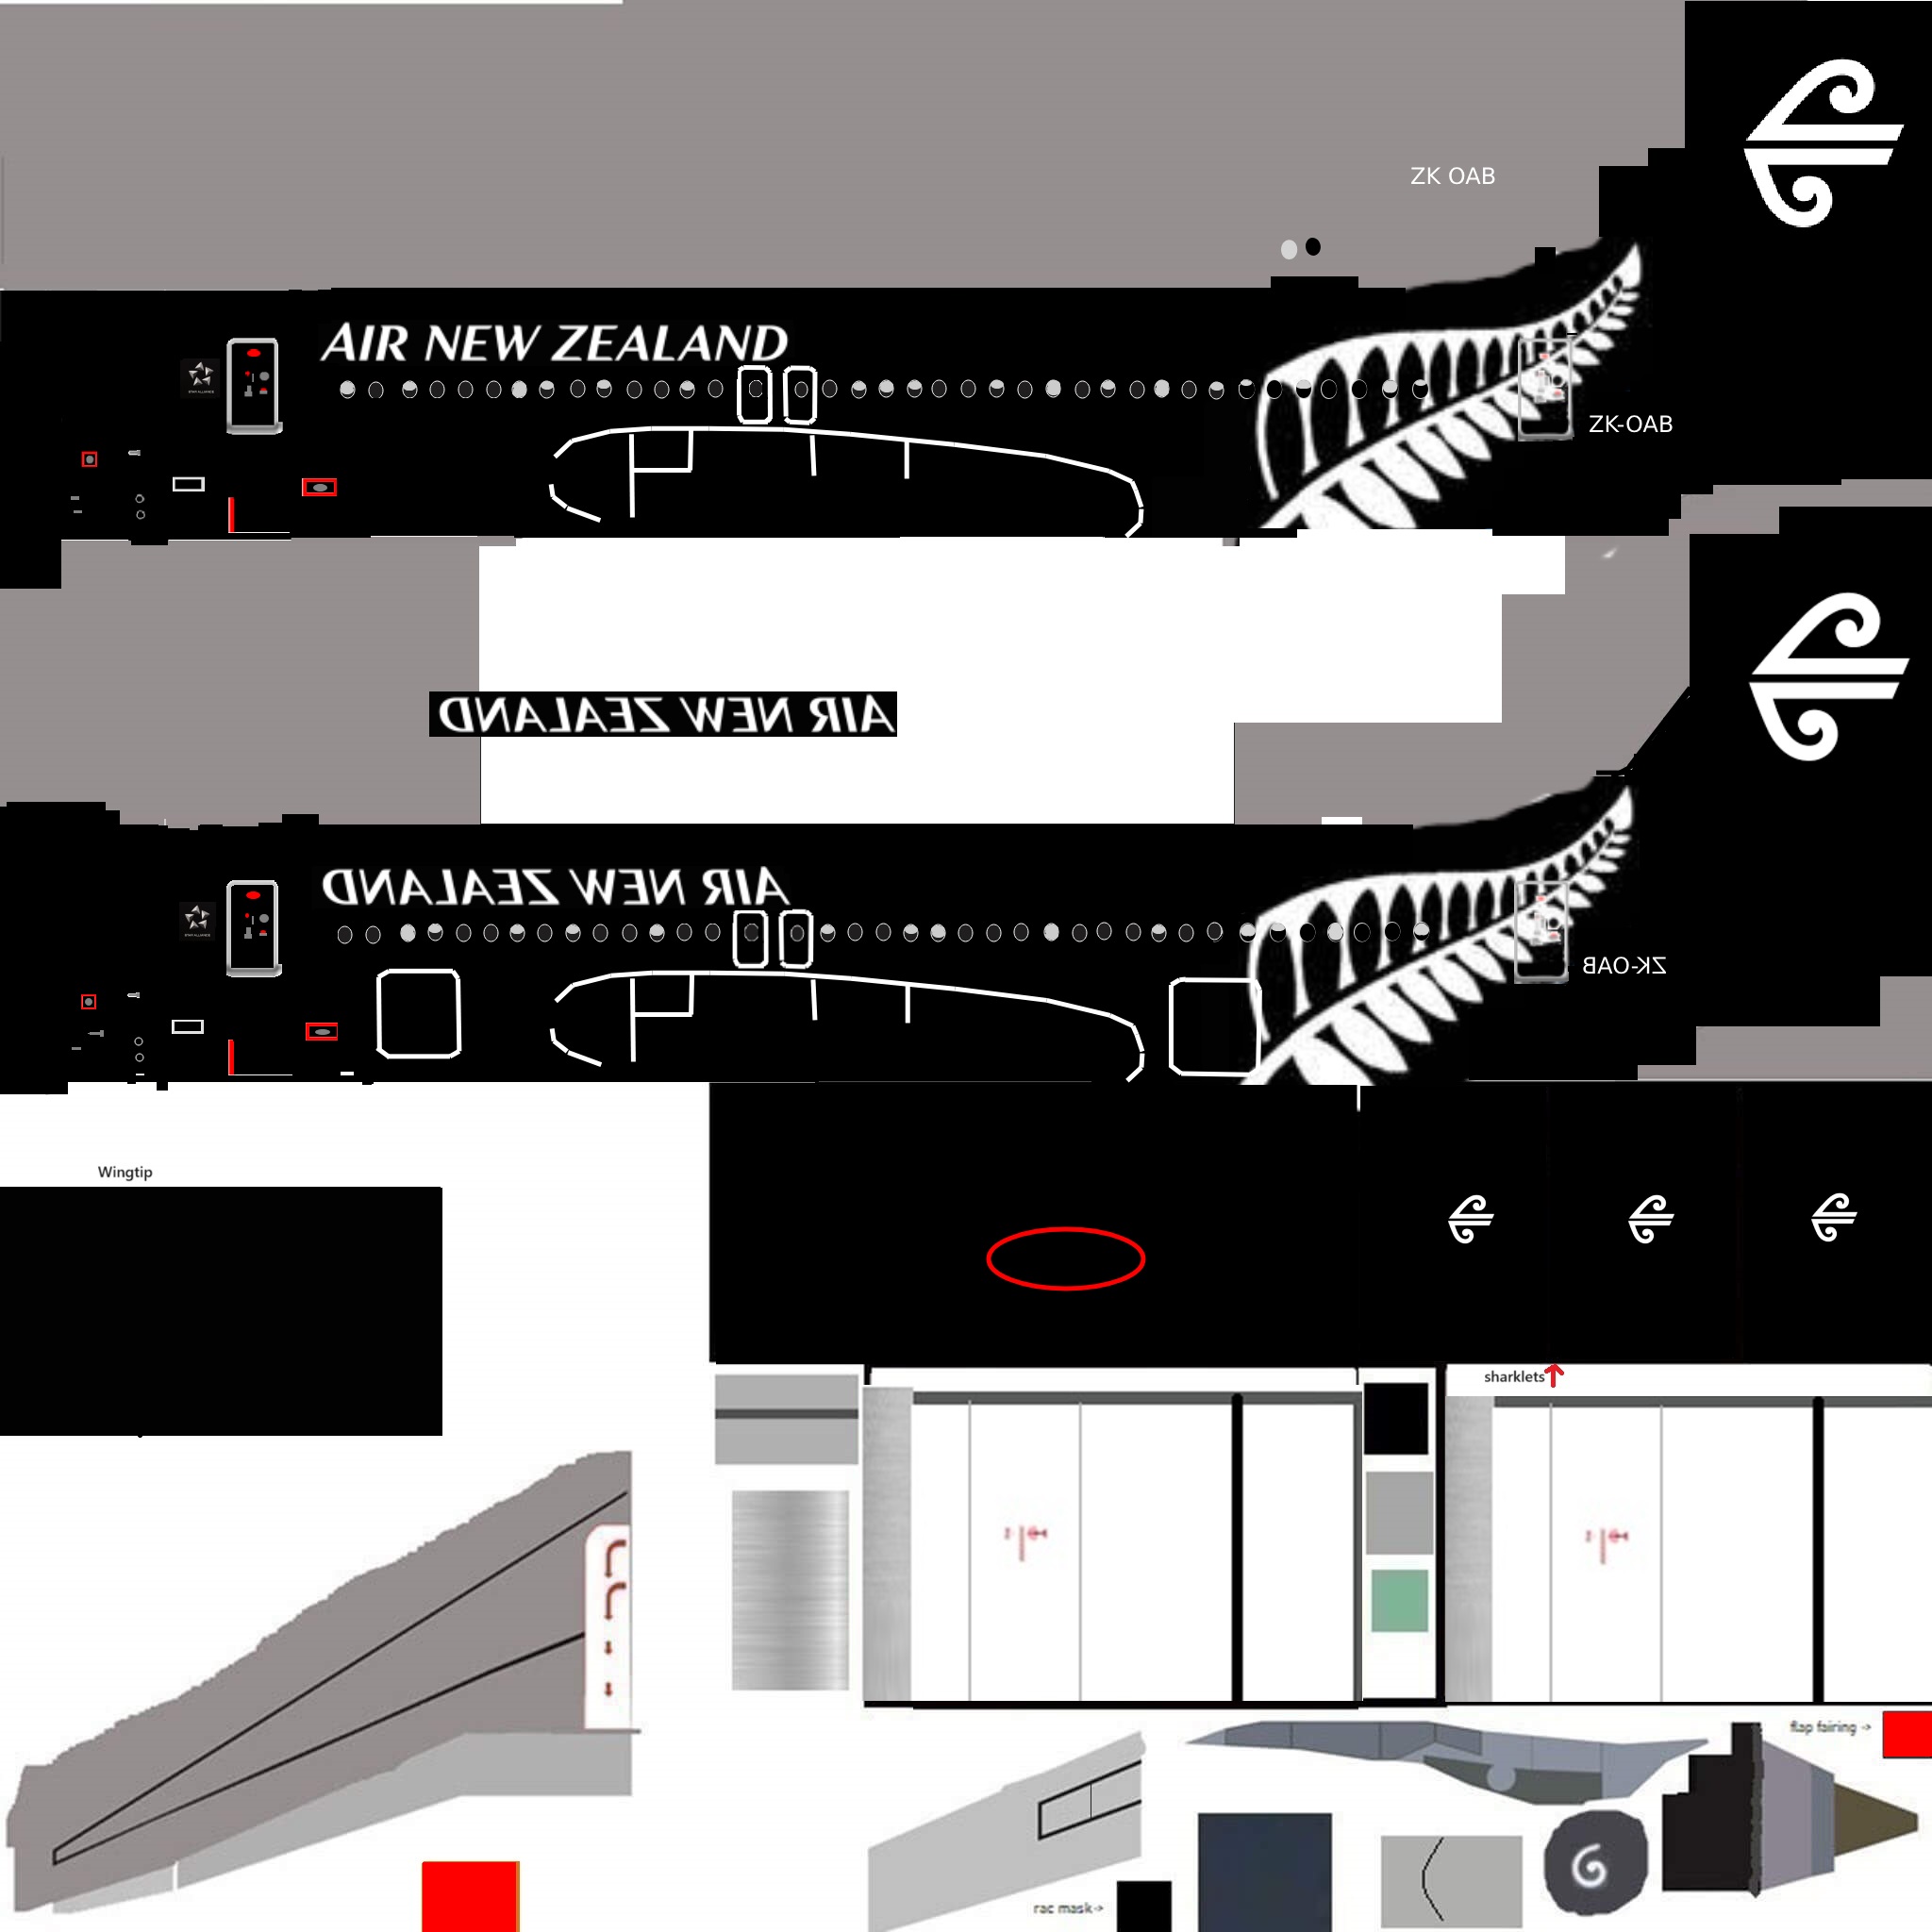 ZK OAB
AIR NEW ZEALAND
ZK-OAB
AIR NEW ZEALAND
AIR NEW ZEALAND
ZK-OAB
Wingtip
sharklets
flap fairing ->
rac mask->